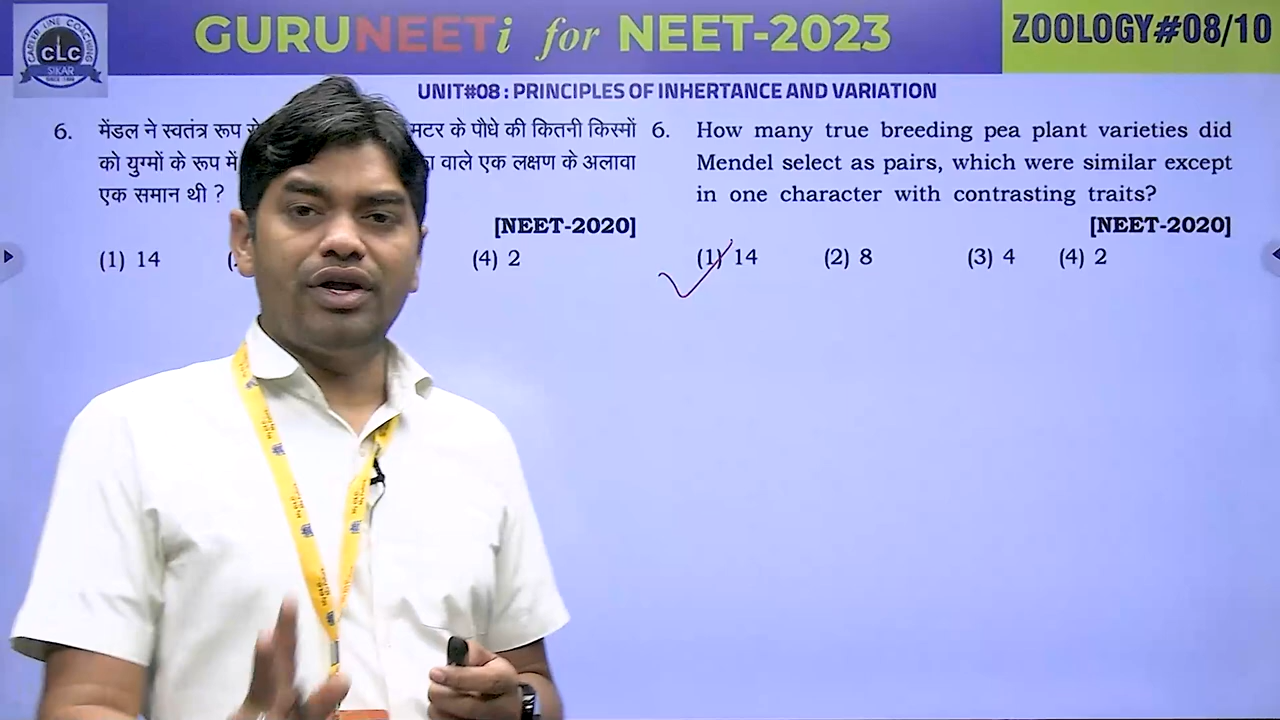 GURUNEETi for NEET-2023
ZOOLOGY#08/10
CAREER LINE COACHING
CLC
SIKAR
UNIT#08 : PRINCIPLES OF INHERTANCE AND VARIATION
6. मेंडल ने स्वतंत्र रूप मटर के पौधे की कितनी किस्मों
को युग्मों के रूप में वाले एक लक्षण के अलावा
एक समान थी ?
[NEET-2020]
(1) 14 (4) 2
6. How many true breeding pea plant varieties did
Mendel select as pairs, which were similar except
in one character with contrasting traits?
[NEET-2020]
(1) 14 (2) 8 (3) 4 (4) 2